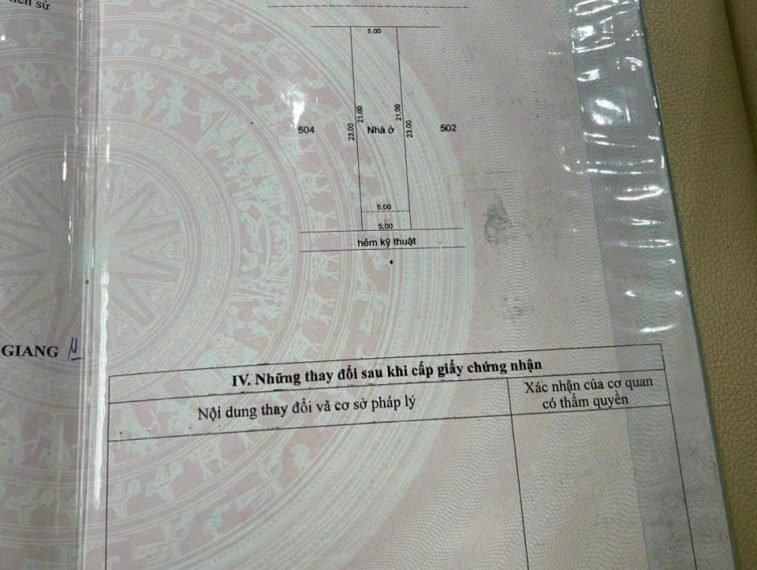 sử
5,00
21,00
21,00
504
23,00
Nhà ở
23,00
502
5,00
5,00
hẻm kỹ thuật
GIANG
IV. Những thay đổi sau khi cấp giấy chứng nhận
Nội dung thay đổi và cơ sở pháp lý
Xác nhận của cơ quan
có thẩm quyền